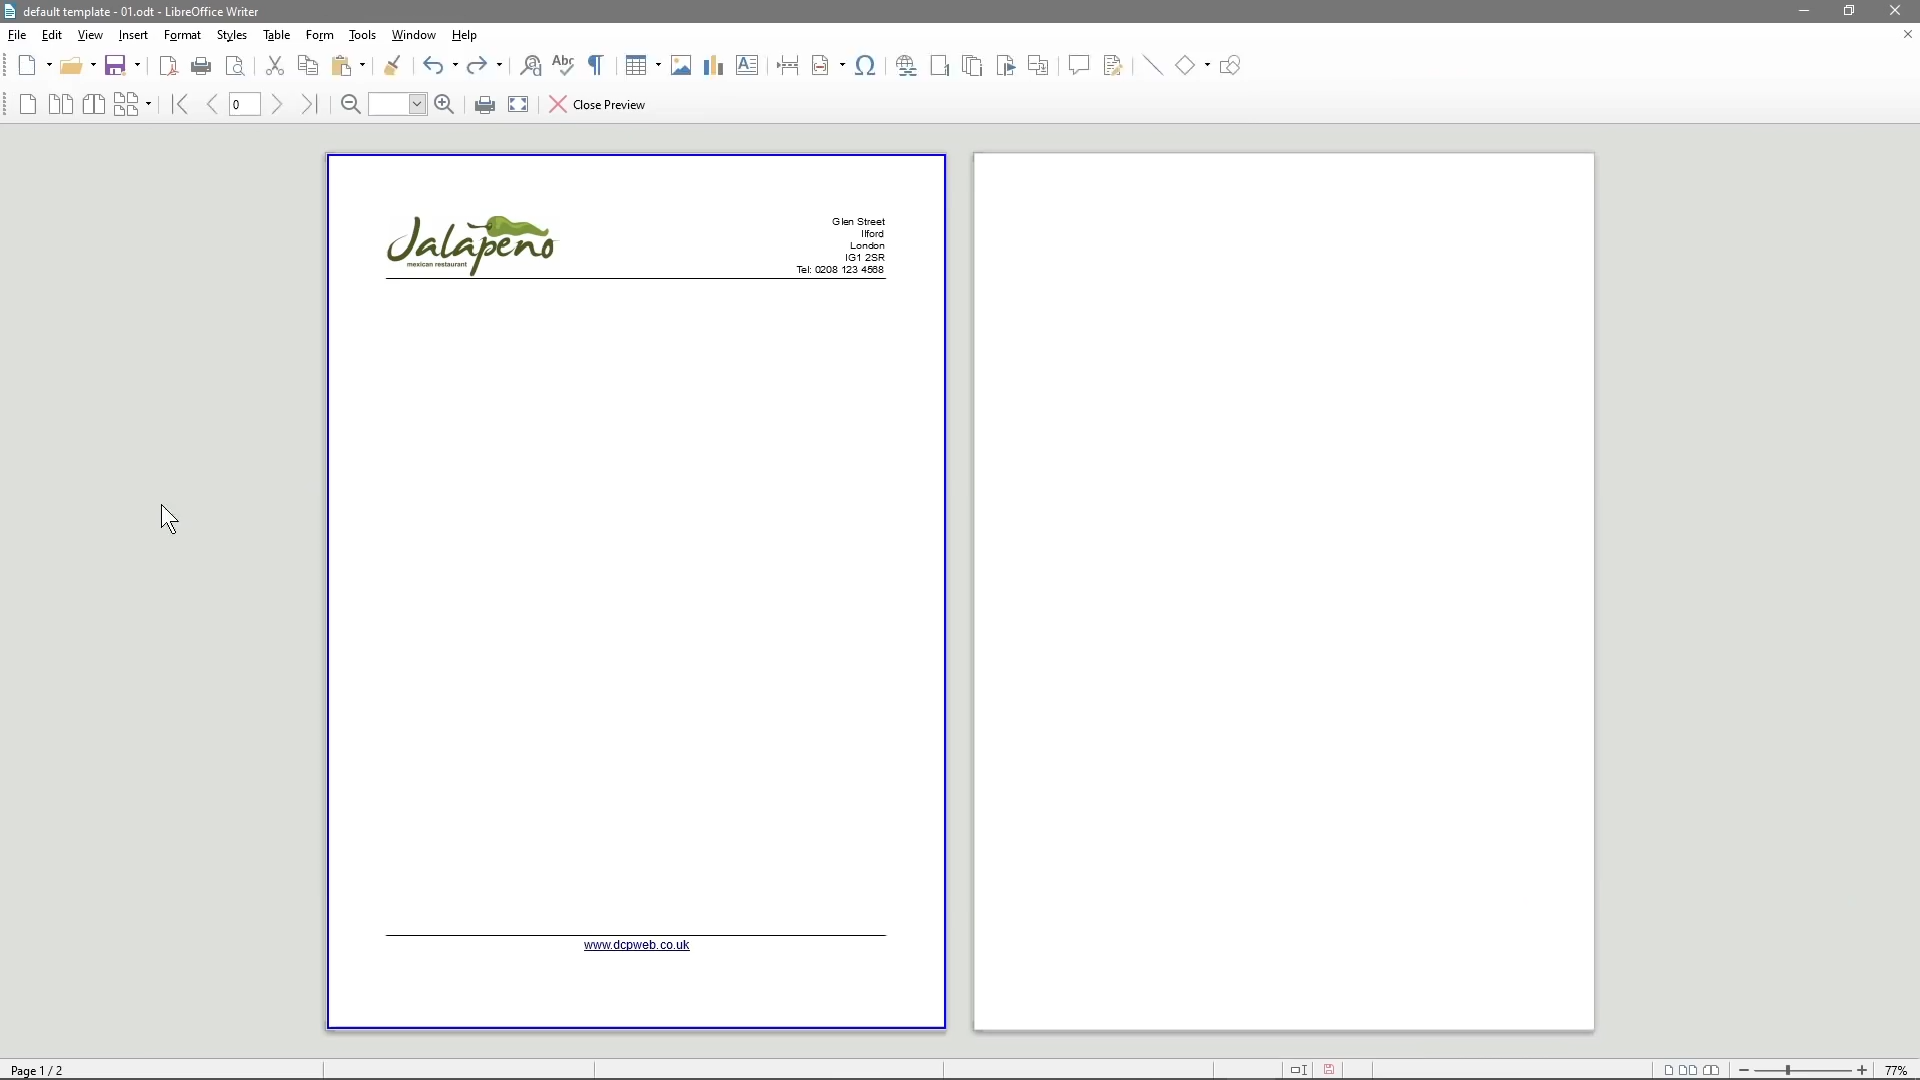 default template - 01.odt - LibreOffice Writer
File Edit View Insert Format Styles Table Form Tools Window Help
0 Close Preview
Jalapeno
mexican restaurant
Glen Street
Ilford
London
IG1 2SR
Tel: 0208 123 4568
www.dcpweb.co.uk
Page 1 / 2
77%